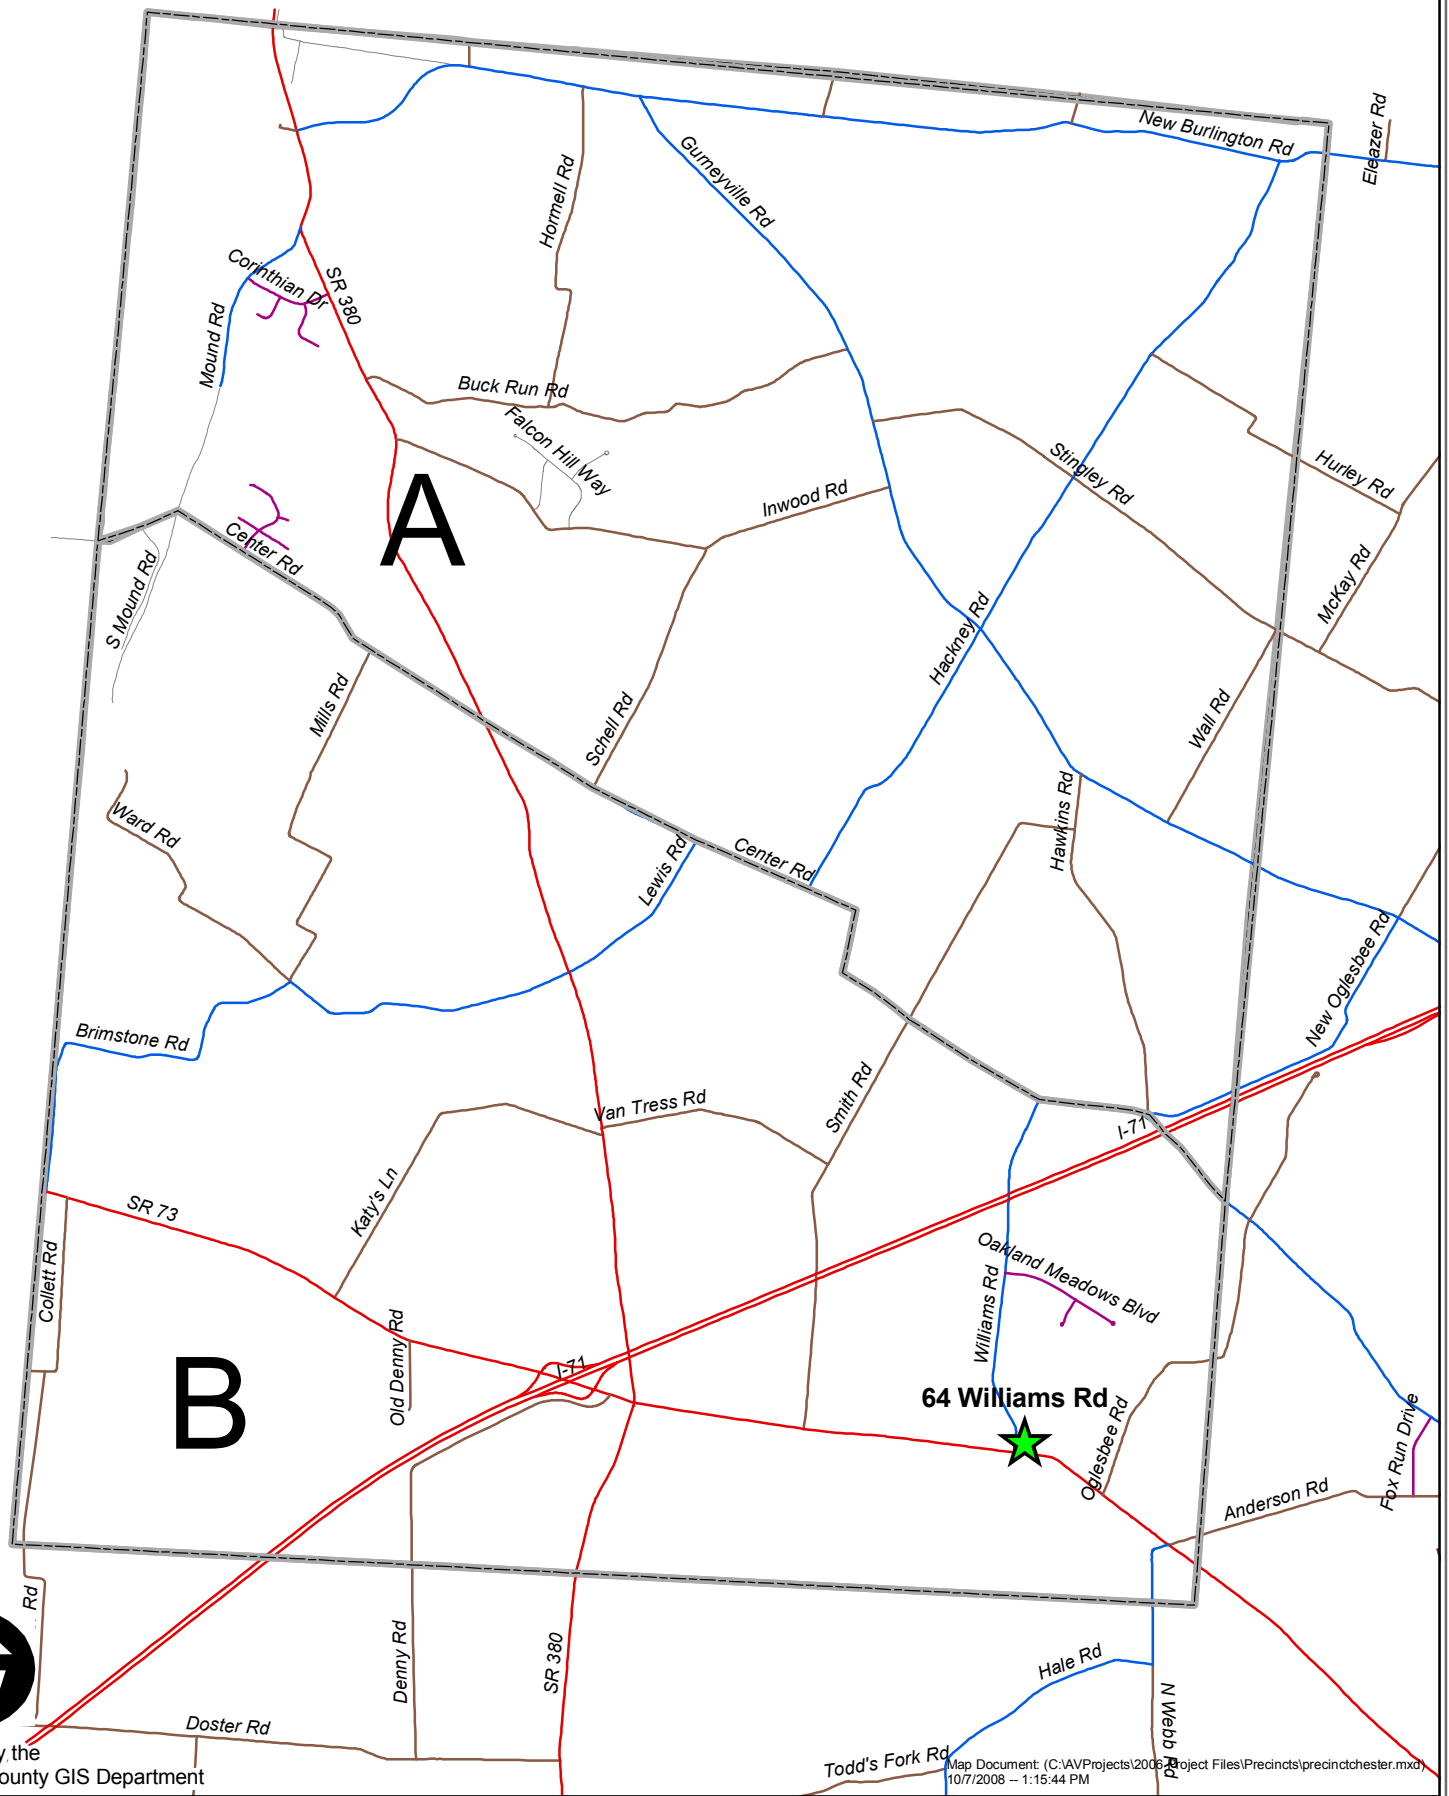 New Burlington Rd
Eleazer Rd
Gurneyville Rd
Hormell Rd
Corinthian Dr
SR 380
Mound Rd
Buck Run Rd
Falcon Hill Way
Stingley Rd
Hurley Rd
Inwood Rd
A
Center Rd
S Mound Rd
McKay Rd
Hackney Rd
Mills Rd
Schell Rd
Wall Rd
Hawkins Rd
Ward Rd
Lewis Rd
Center Rd
New Oglesbee Rd
Brimstone Rd
Van Tress Rd
Smith Rd
I-71
Katy's Ln
SR 73
Collett Rd
Oakland Meadows Blvd
Williams Rd
Old Denny Rd
I-71
B
64 Williams Rd
Oglesbee Rd
Fox Run Drive
Anderson Rd
Rd
Denny Rd
SR 380
Hale Rd
N Webb Rd
Doster Rd
Todd's Fork Rd
y the
ounty GIS Department
Map Document: (C:\AVProjects\2006 Project Files\Precincts\precinctchester.mxd)
10/7/2008 -- 1:15:44 PM